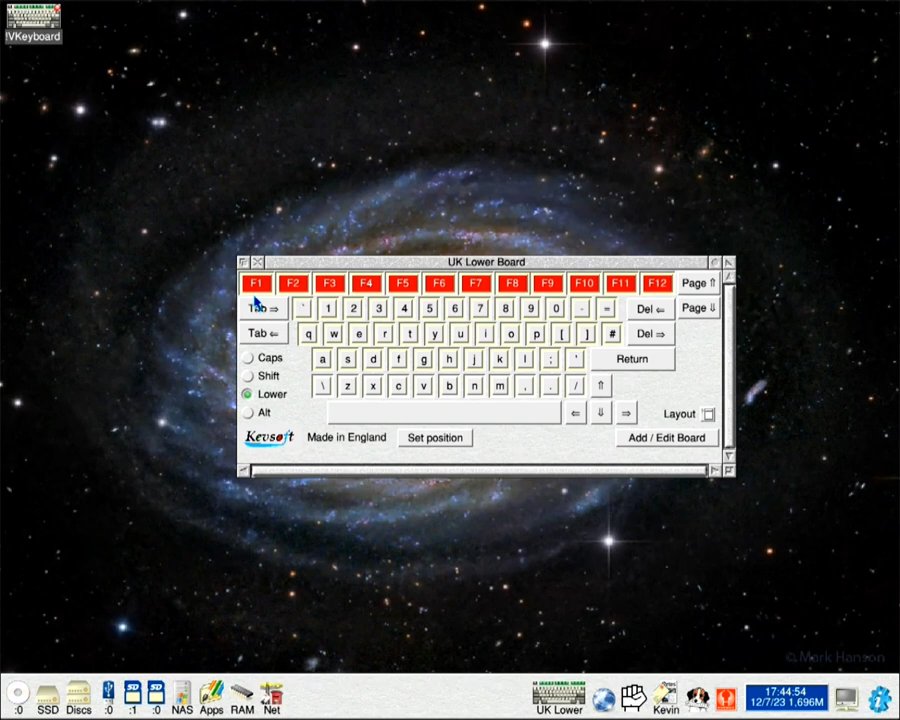 !VKeyboard
UK Lower Board
F1 F2 F3 F4 F5 F6 F7 F8 F9 F10 F11 F12 Page ⇑
Tab ⇒ ` 1 2 3 4 5 6 7 8 9 0 - = Del ⇐ Page ⇓
Tab ⇐ q w e r t y u i o p [ ] # Del ⇒
Caps a s d f g h j k l ; ' Return
Shift \ z x c v b n m , . / ⇑
Lower
Alt ⇐ ⇓ ⇒ Layout
Kevsoft Made in England Set position Add / Edit Board
© Mark Hanson
:0 SSD Discs :0 :1 :0 NAS Apps RAM Net UK Lower Kevin
17:44:54
12/7/23 1,696M